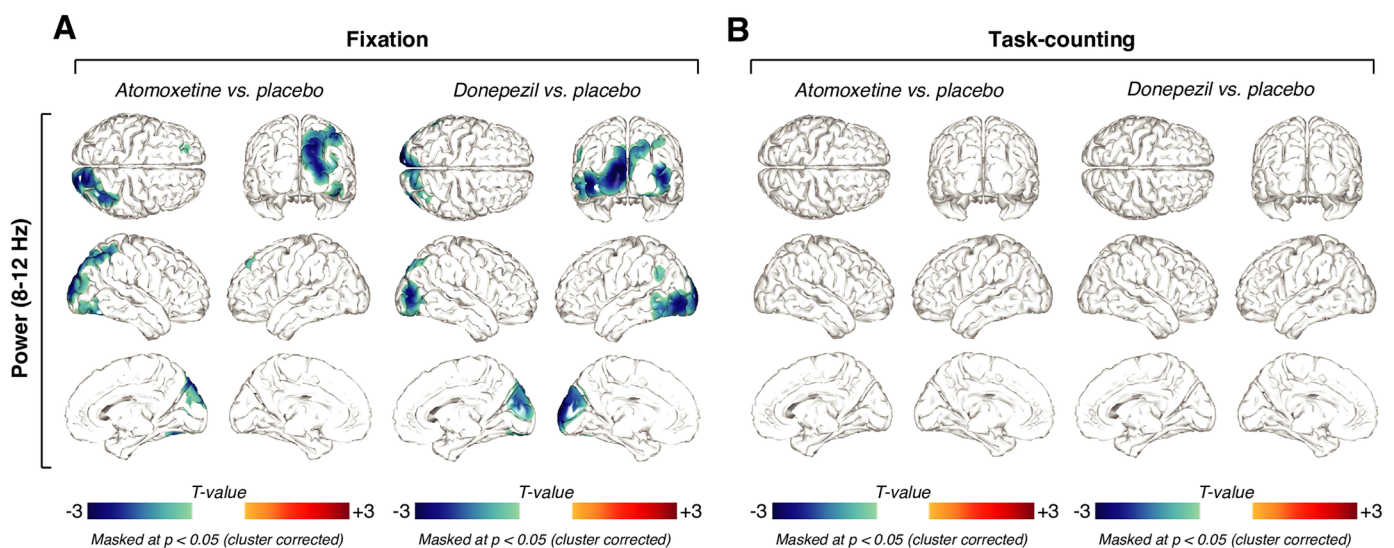 A
Fixation
Atomoxetine vs. placebo
Donepezil vs. placebo
B
Task-counting
Atomoxetine vs. placebo
Donepezil vs. placebo
Power (8-12 Hz)
T-value
-3
+3
Masked at p < 0.05 (cluster corrected)
T-value
-3
+3
Masked at p < 0.05 (cluster corrected)
T-value
-3
+3
Masked at p < 0.05 (cluster corrected)
T-value
-3
+3
Masked at p < 0.05 (cluster corrected)